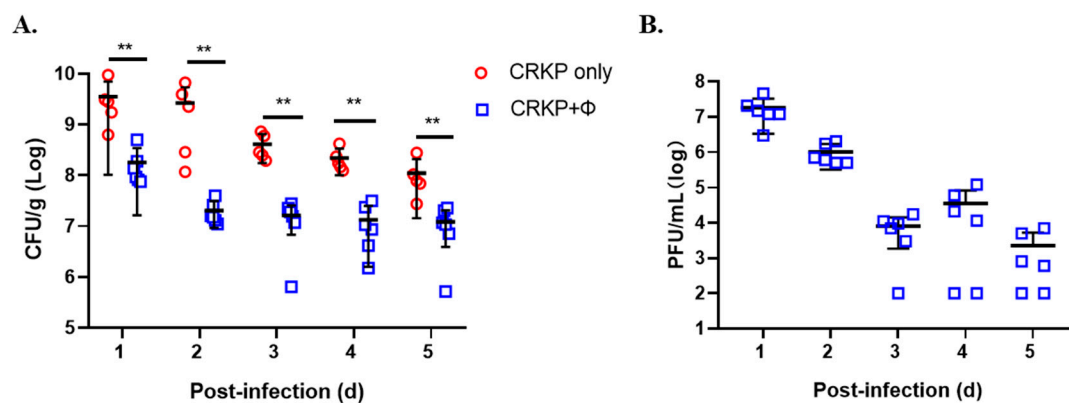 A.
** ** ** ** **
10
9
8
7
6
5
CFU/g (Log)
1 2 3 4 5
Post-infection (d)
CRKP only
CRKP+Φ
B.
8
7
6
5
4
3
2
1
PFU/mL(log)
1 2 3 4 5
Post-infection (d)